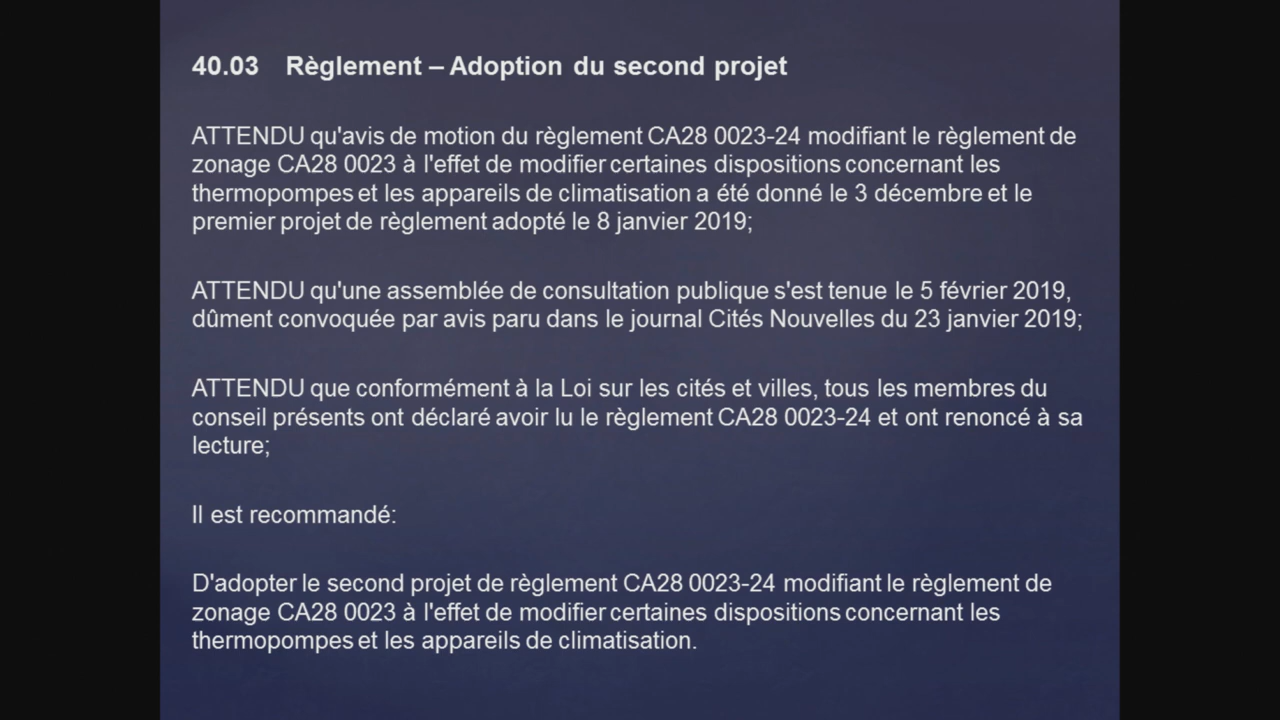 40.03 Règlement – Adoption du second projet
ATTENDU qu'avis de motion du règlement CA28 0023-24 modifiant le règlement de
zonage CA28 0023 à l'effet de modifier certaines dispositions concernant les
thermopompes et les appareils de climatisation a été donné le 3 décembre et le
premier projet de règlement adopté le 8 janvier 2019;
ATTENDU qu'une assemblée de consultation publique s'est tenue le 5 février 2019,
dûment convoquée par avis paru dans le journal Cités Nouvelles du 23 janvier 2019;
ATTENDU que conformément à la Loi sur les cités et villes, tous les membres du
conseil présents ont déclaré avoir lu le règlement CA28 0023-24 et ont renoncé à sa
lecture;
Il est recommandé:
D'adopter le second projet de règlement CA28 0023-24 modifiant le règlement de
zonage CA28 0023 à l'effet de modifier certaines dispositions concernant les
thermopompes et les appareils de climatisation.